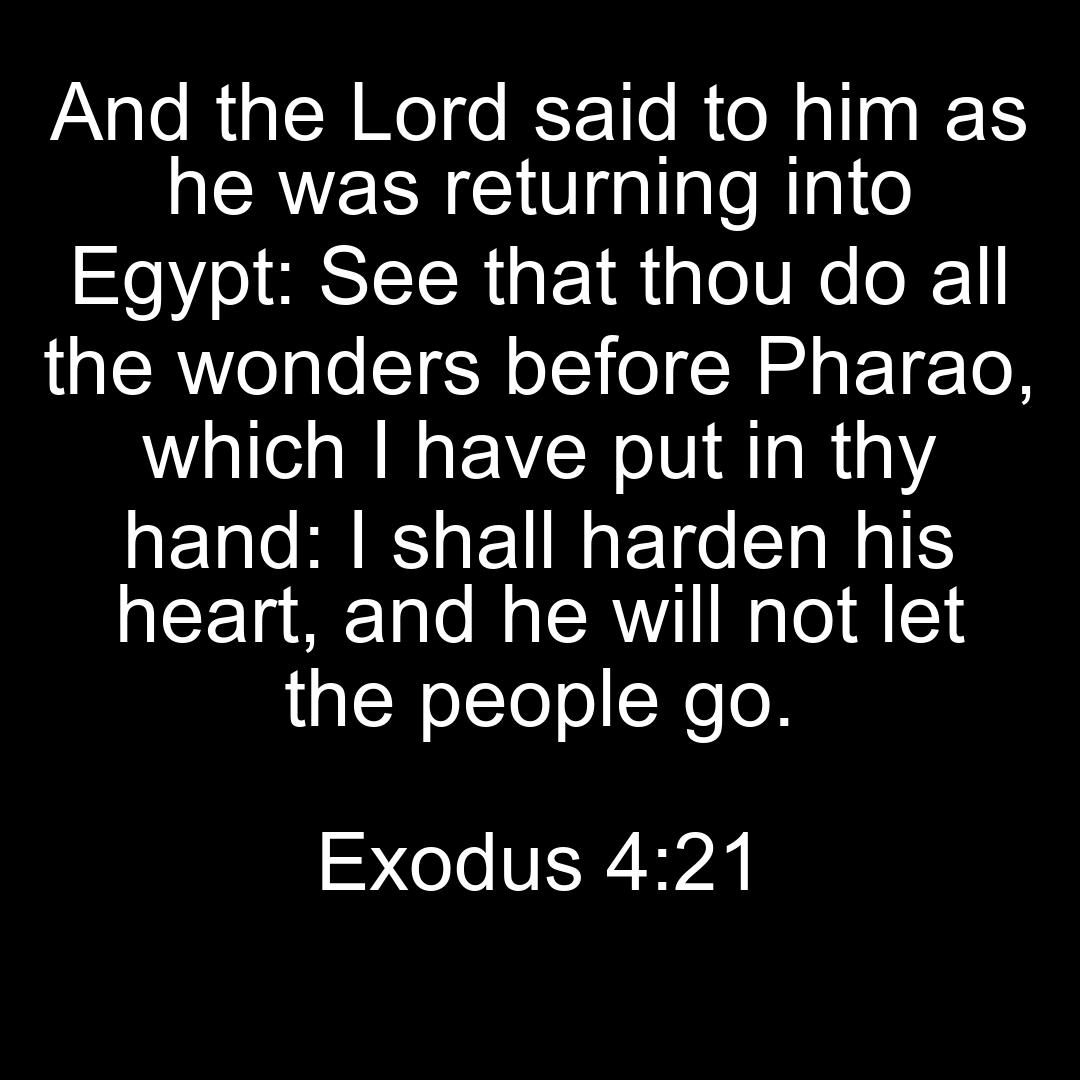 And the Lord said to him as
he was returning into
Egypt: See that thou do all
the wonders before Pharao,
which I have put in thy
hand: I shall harden his
heart, and he will not let
the people go.
Exodus 4:21